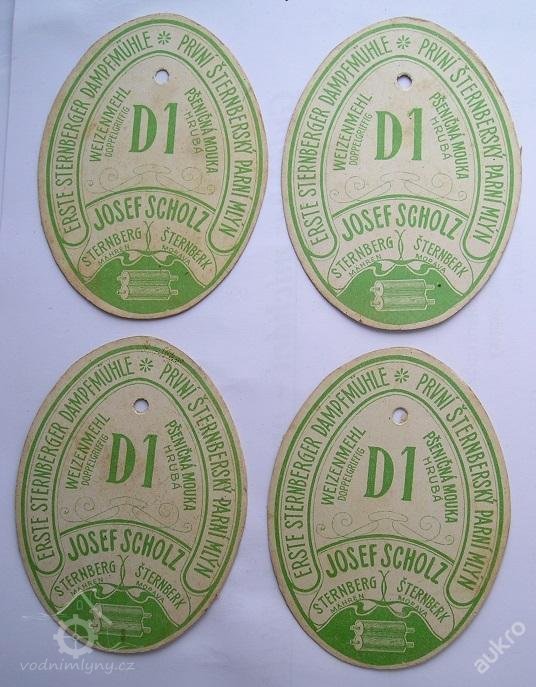 ERSTE STERNBERGER DAMPFMÜHLE * PRVNÍ ŠTERNBERSKÝ PARNÍ MLÝN
WEIZENMEHL
DOPPELGRIFFIG
D1
PŠENIČNÁ MOUKA
HRUBÁ
JOSEF SCHOLZ
STERNBERG ŠTERNBERK
MÄHREN MORAVA
ERSTE STERNBERGER DAMPFMÜHLE * PRVNÍ ŠTERNBERSKÝ PARNÍ MLÝN
WEIZENMEHL
DOPPELGRIFFIG
D1
PŠENIČNÁ MOUKA
HRUBÁ
JOSEF SCHOLZ
STERNBERG ŠTERNBERK
MÄHREN MORAVA
ERSTE STERNBERGER DAMPFMÜHLE * PRVNÍ ŠTERNBERSKÝ PARNÍ MLÝN
WEIZENMEHL
DOPPELGRIFFIG
D1
PŠENIČNÁ MOUKA
HRUBÁ
JOSEF SCHOLZ
STERNBERG ŠTERNBERK
MÄHREN MORAVA
ERSTE STERNBERGER DAMPFMÜHLE * PRVNÍ ŠTERNBERSKÝ PARNÍ MLÝN
WEIZENMEHL
DOPPELGRIFFIG
D1
PŠENIČNÁ MOUKA
HRUBÁ
JOSEF SCHOLZ
STERNBERG ŠTERNBERK
MÄHREN MORAVA
vodnimlyny.cz
aukro